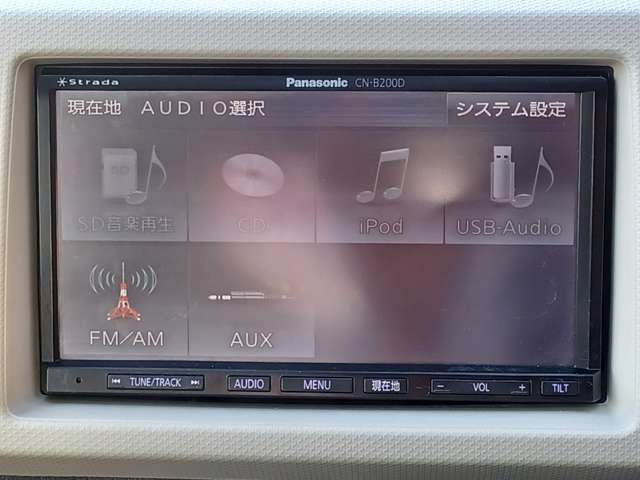 Strada Panasonic CN-B200D
現在地 AUDIO選択 システム設定
SD
SD音楽再生 CD iPod USB-Audio
FM/AM AUX
TUNE/TRACK AUDIO MENU 現在地 − VOL + TILT